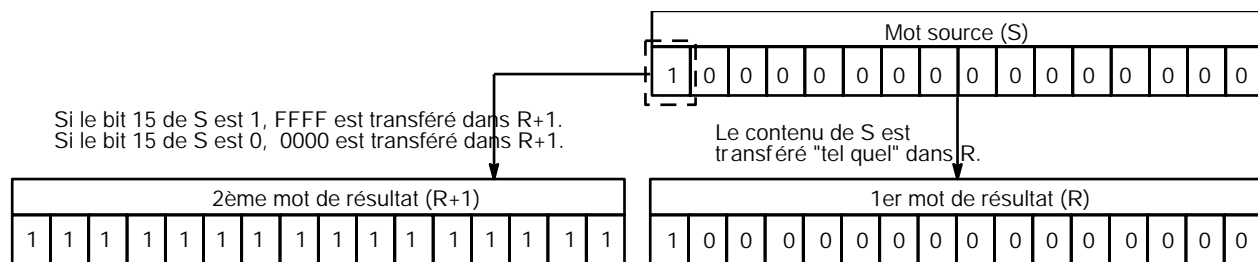 Mot source (S)
1 0 0 0 0 0 0 0 0 0 0 0 0 0 0 0
Si le bit 15 de S est 1, FFFF est transféré dans R+1.
Si le bit 15 de S est 0, 0000 est transféré dans R+1.
Le contenu de S est
transféré "tel quel" dans R.
2ème mot de résultat (R+1)
1er mot de résultat (R)
1 1 1 1 1 1 1 1 1 1 1 1 1 1 1 1
1 0 0 0 0 0 0 0 0 0 0 0 0 0 0 0